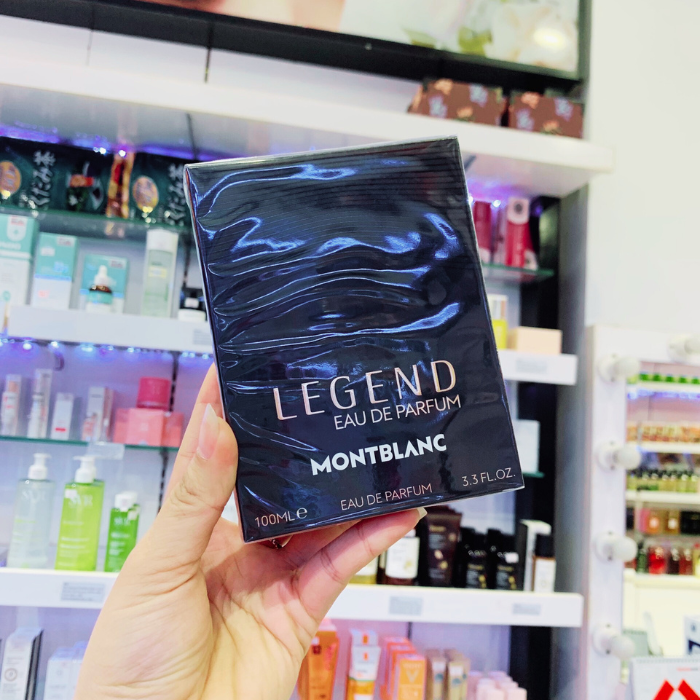 LEGEND
EAU DE PARFUM
MONTBLANC
100ML℮ EAU DE PARFUM 3.3 FL.OZ.